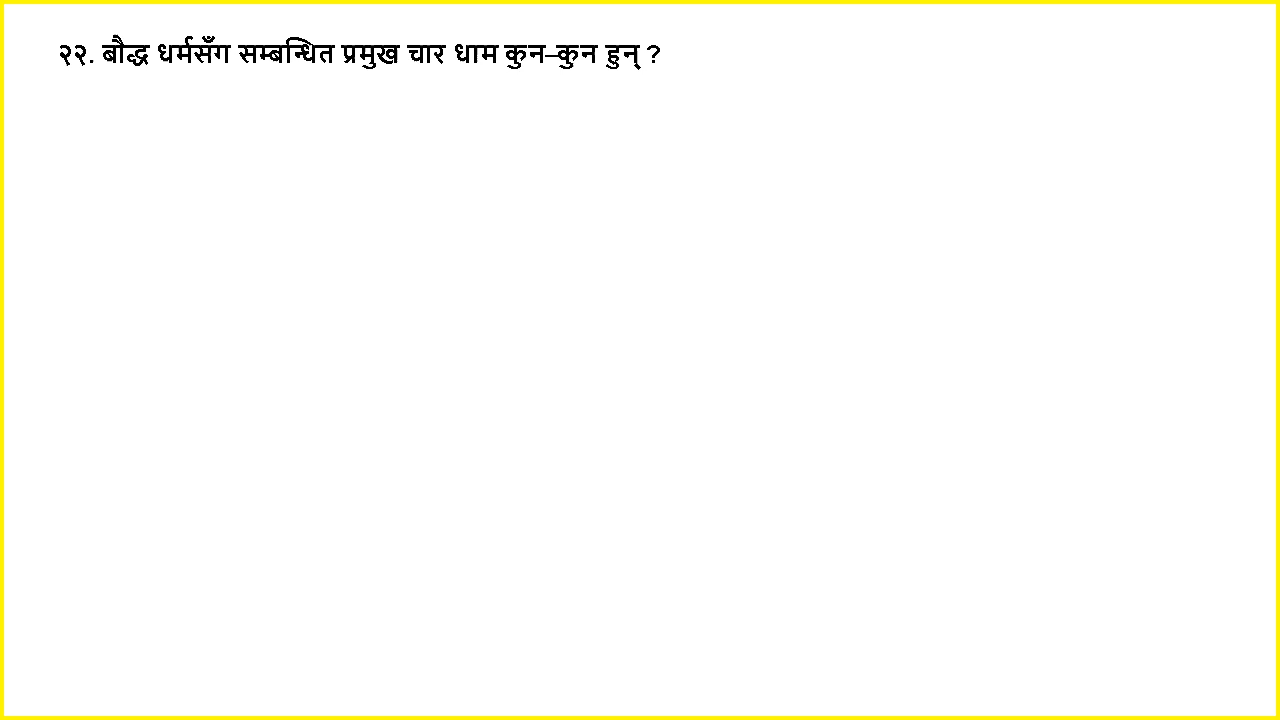 २२. बौद्ध धर्मसँग सम्बन्धित प्रमुख चार धाम कुन–कुन हुन् ?